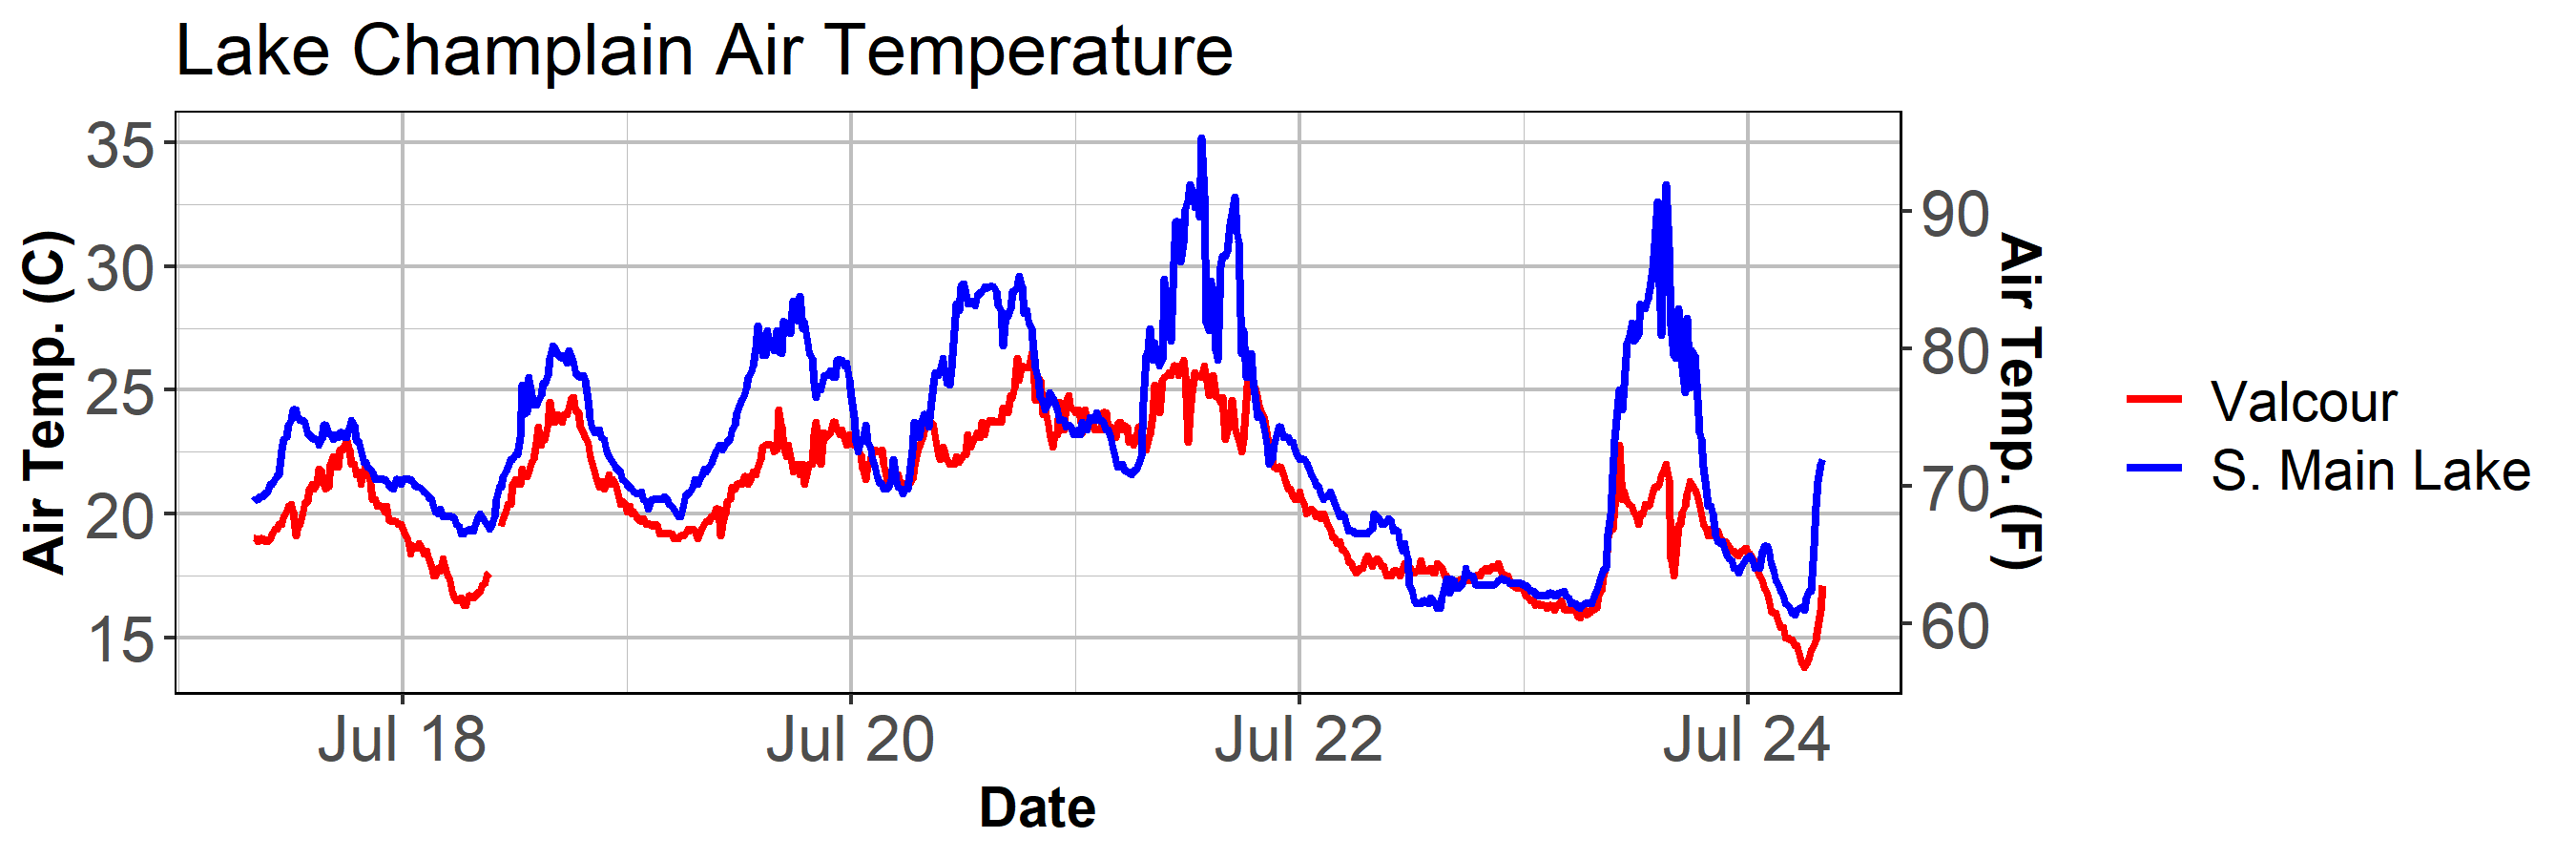 Lake Champlain Air Temperature
Air Temp. (C)
35
30
25
20
15
90
80
70
60
Air Temp. (F)
Jul 18
Jul 20
Jul 22
Jul 24
Date
Valcour
S. Main Lake